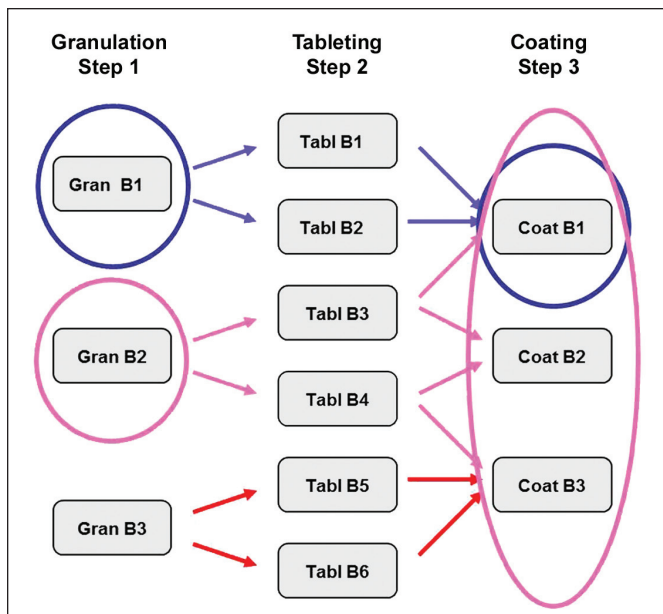 Granulation
Step 1
Tableting
Step 2
Coating
Step 3
Gran B1
Gran B2
Gran B3
Tabl B1
Tabl B2
Tabl B3
Tabl B4
Tabl B5
Tabl B6
Coat B1
Coat B2
Coat B3